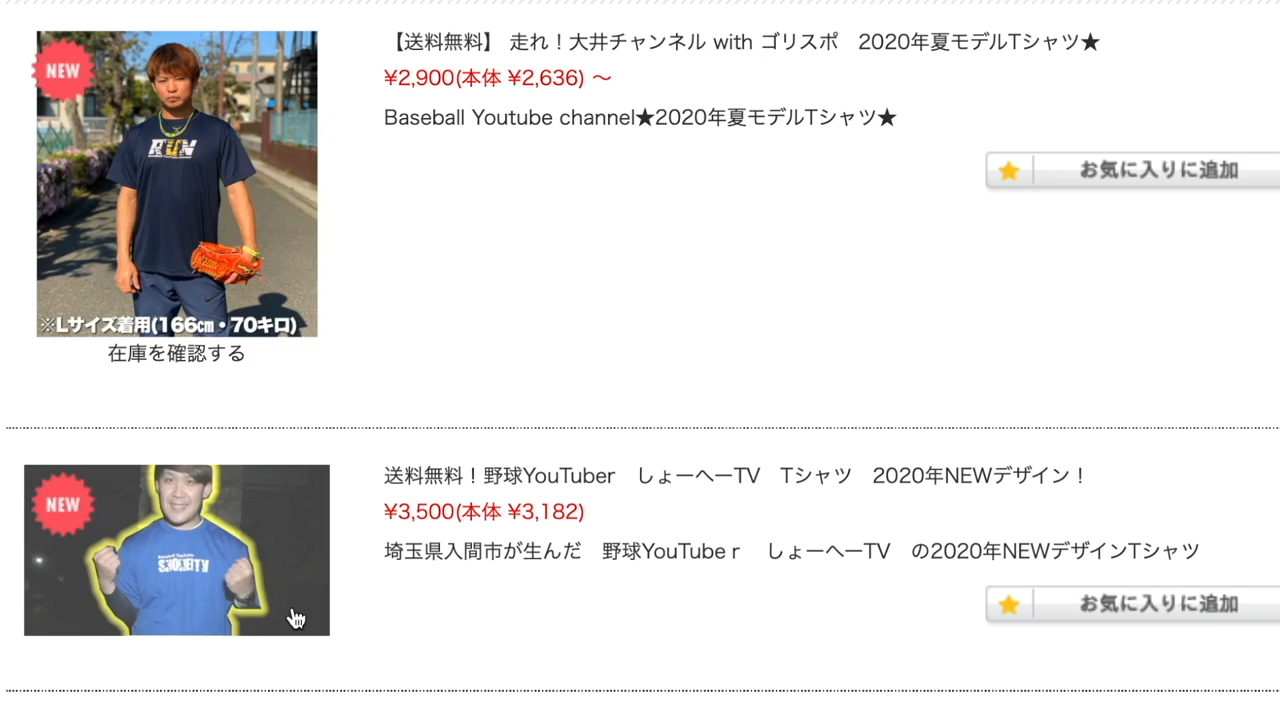 NEW
RUN
※Lサイズ着用(166㎝・70キロ)
在庫を確認する
【送料無料】 走れ！大井チャンネル with ゴリスポ　2020年夏モデルTシャツ★
¥2,900(本体 ¥2,636) ～
Baseball Youtube channel★2020年夏モデルTシャツ★
お気に入りに追加
NEW
Baseball YouTuber
SHOHEITV
送料無料！野球YouTuber　しょーへーTV　Tシャツ　2020年NEWデザイン！
¥3,500(本体 ¥3,182)
埼玉県入間市が生んだ　野球YouTubeｒ　しょーへーTV　の2020年NEWデザインTシャツ
お気に入りに追加